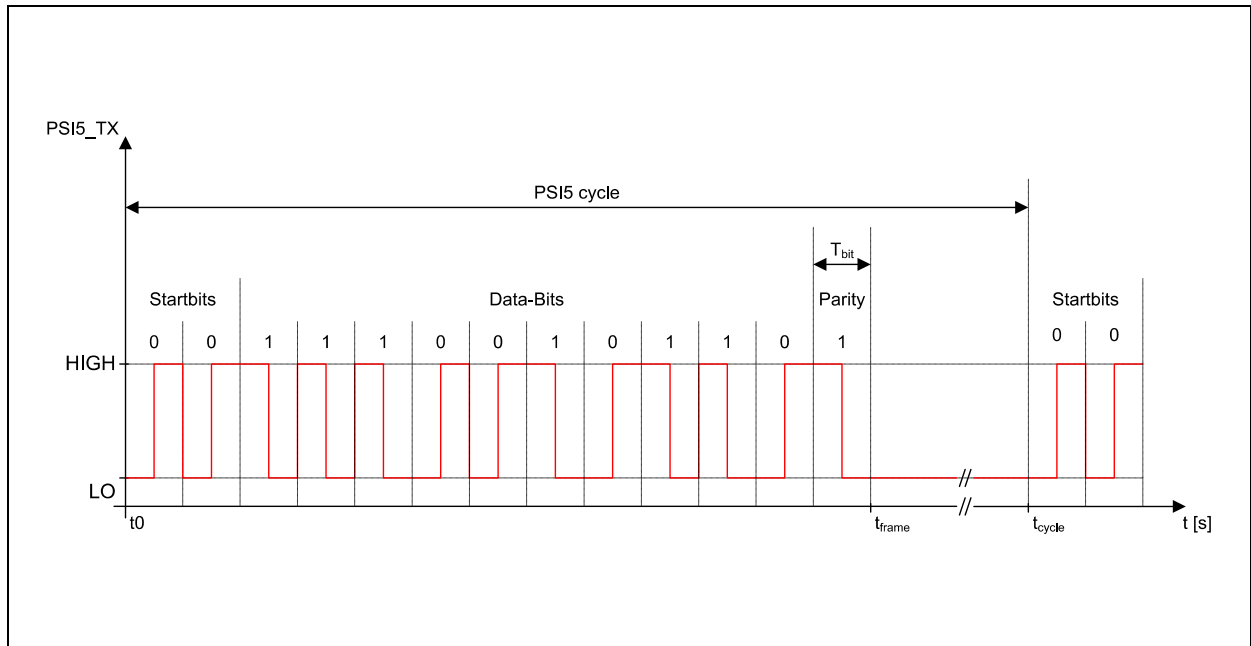 PSI5_TX
PSI5 cycle
T_bit
Startbits Data-Bits Parity Startbits
0 0 1 1 1 0 0 1 0 1 1 0 1 0 0
HIGH
LO
t0 t_frame // t_cycle t [s]